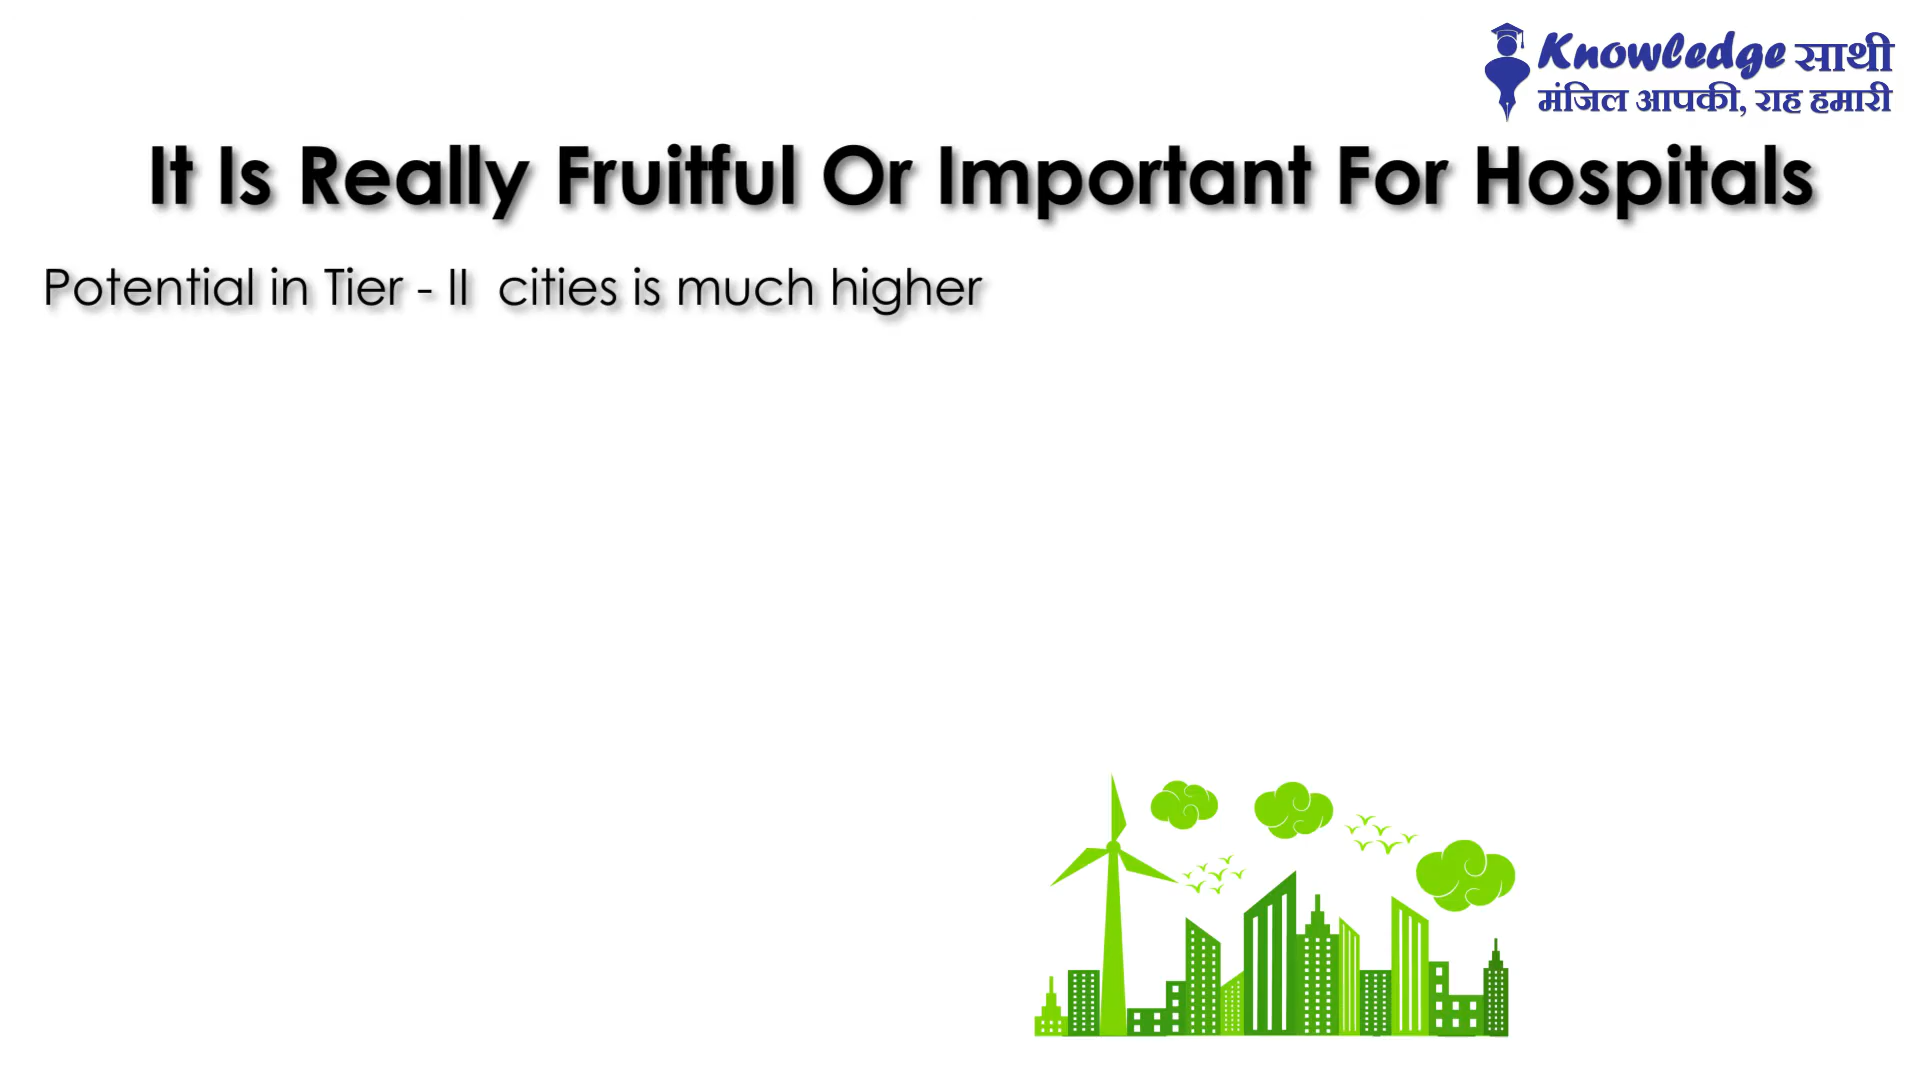 Knowledge साथी
मंजिल आपकी, राह हमारी
It Is Really Fruitful Or Important For Hospitals
Potential in Tier - II  cities is much higher